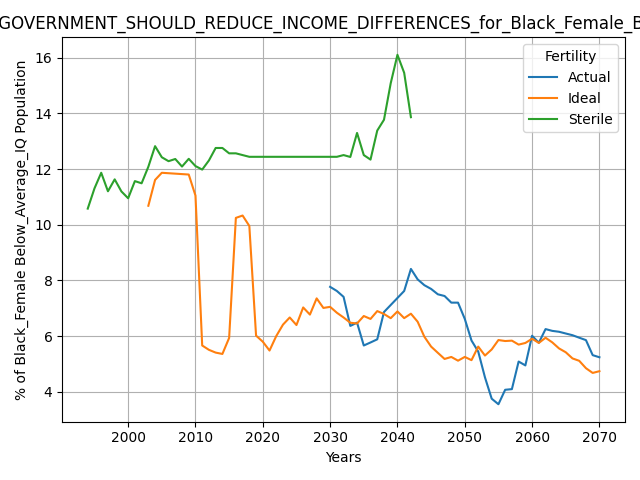 GOVERNMENT_SHOULD_REDUCE_INCOME_DIFFERENCES_for_Black_Female_B
Fertility
Actual
Ideal
Sterile
% of Black_Female Below_Average_IQ Population
16
14
12
10
8
6
4
2000 2010 2020 2030 2040 2050 2060 2070
Years